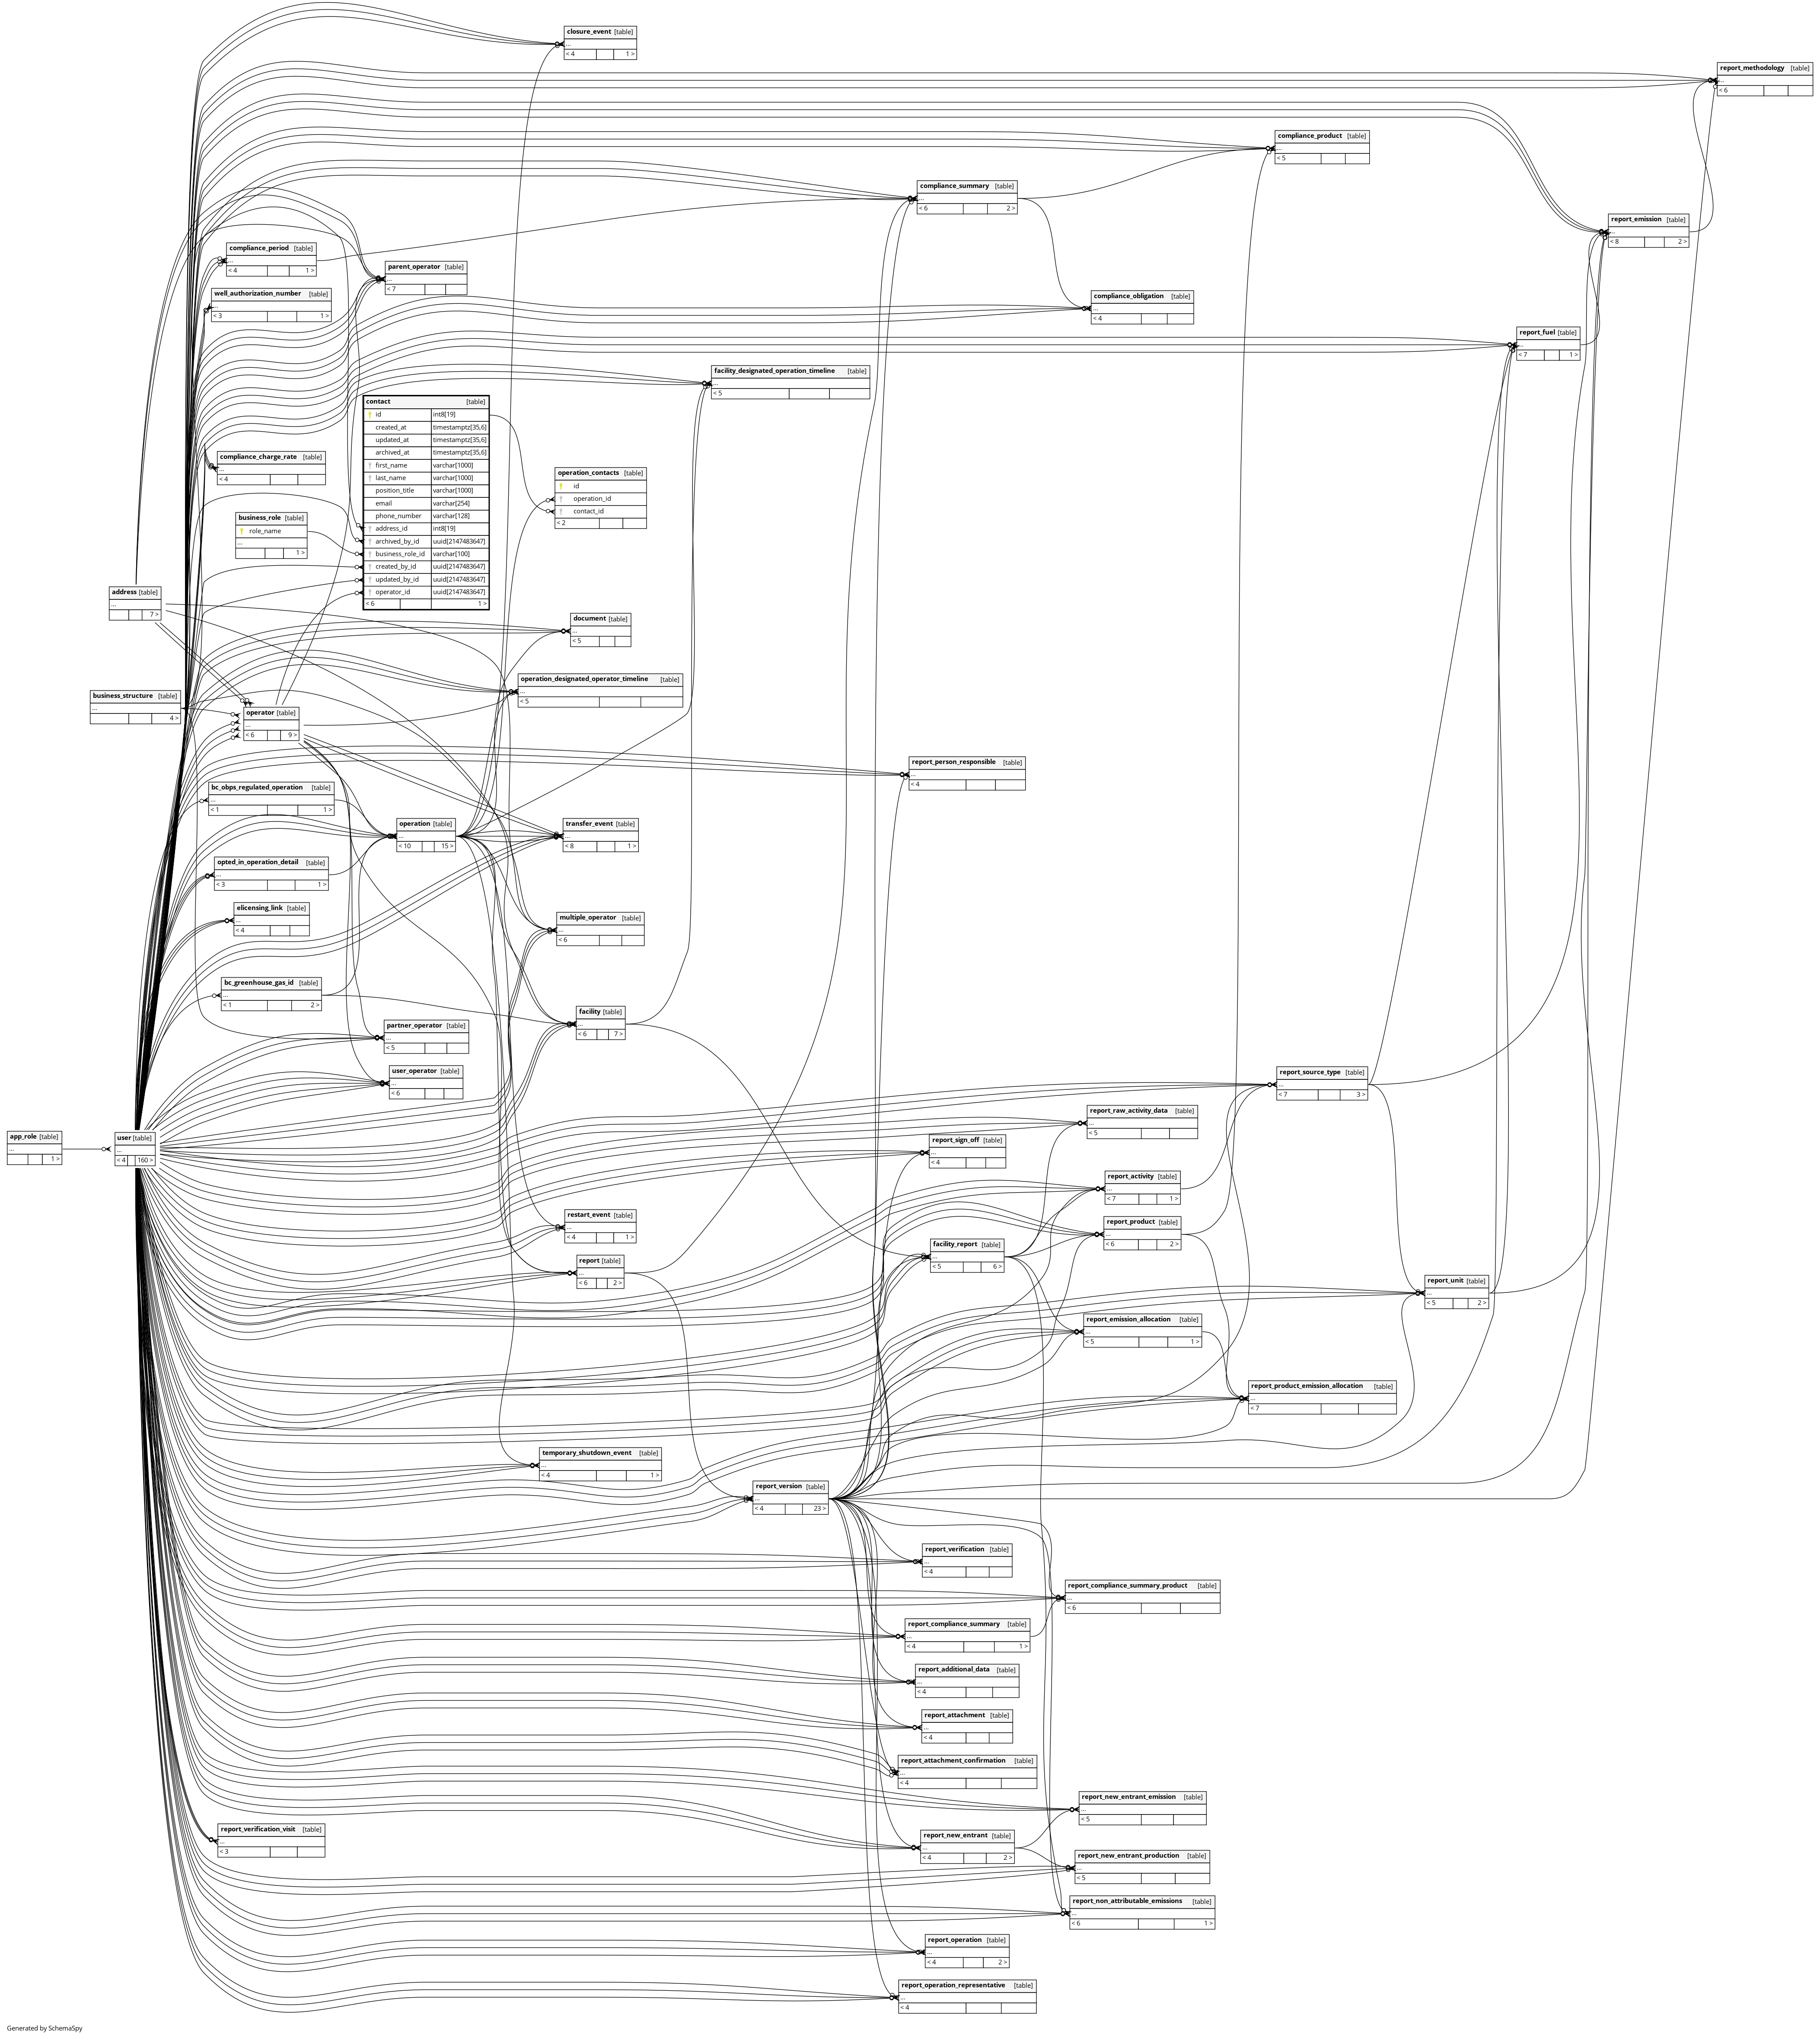 closure_event [table]
...
< 4 1 >
report_methodology [table]
...
< 6
compliance_product [table]
...
< 5
compliance_summary [table]
...
< 6 2 >
report_emission [table]
...
< 8 2 >
compliance_period [table]
...
< 4 1 >
parent_operator [table]
...
< 7
well_authorization_number [table]
...
< 3 1 >
compliance_obligation [table]
...
< 4
report_fuel [table]
...
< 7 1 >
facility_designated_operation_timeline [table]
...
< 5
contact [table]
id int8[19]
created_at timestamptz[35,6]
updated_at timestamptz[35,6]
archived_at timestamptz[35,6]
first_name varchar[1000]
last_name varchar[1000]
position_title varchar[1000]
email varchar[254]
phone_number varchar[128]
address_id int8[19]
archived_by_id uuid[2147483647]
business_role_id varchar[100]
created_by_id uuid[2147483647]
updated_by_id uuid[2147483647]
operator_id uuid[2147483647]
< 6 1 >
compliance_charge_rate [table]
...
< 4
operation_contacts [table]
id
operation_id
contact_id
< 2
business_role [table]
role_name
...
1 >
address [table]
...
7 >
document [table]
...
< 5
operation_designated_operator_timeline [table]
...
< 5
business_structure [table]
...
4 >
operator [table]
...
< 6 9 >
report_person_responsible [table]
...
< 4
bc_obps_regulated_operation [table]
...
< 1 1 >
operation [table]
...
< 10 15 >
transfer_event [table]
...
< 8 1 >
opted_in_operation_detail [table]
...
< 3 1 >
elicensing_link [table]
...
< 4
multiple_operator [table]
...
< 6
bc_greenhouse_gas_id [table]
...
< 1 2 >
facility [table]
...
< 6 7 >
partner_operator [table]
...
< 5
user_operator [table]
...
< 6
report_source_type [table]
...
< 7 3 >
report_raw_activity_data [table]
...
< 5
app_role [table]
...
1 >
user [table]
...
< 4 160 >
report_sign_off [table]
...
< 4
report_activity [table]
...
< 7 1 >
restart_event [table]
...
< 4 1 >
report_product [table]
...
< 6 2 >
facility_report [table]
...
< 5 6 >
report [table]
...
< 6 2 >
report_unit [table]
...
< 5 2 >
report_emission_allocation [table]
...
< 5 1 >
report_product_emission_allocation [table]
...
< 7
temporary_shutdown_event [table]
...
< 4 1 >
report_version [table]
...
< 4 23 >
report_verification [table]
...
< 4
report_compliance_summary_product [table]
...
< 6
report_compliance_summary [table]
...
< 4 1 >
report_additional_data [table]
...
< 4
report_attachment [table]
...
< 4
report_attachment_confirmation [table]
...
< 4
report_new_entrant_emission [table]
...
< 5
report_verification_visit [table]
...
< 3
report_new_entrant [table]
...
< 4 2 >
report_new_entrant_production [table]
...
< 5
report_non_attributable_emissions [table]
...
< 6 1 >
report_operation [table]
...
< 4 2 >
report_operation_representative [table]
...
< 4
Generated by SchemaSpy